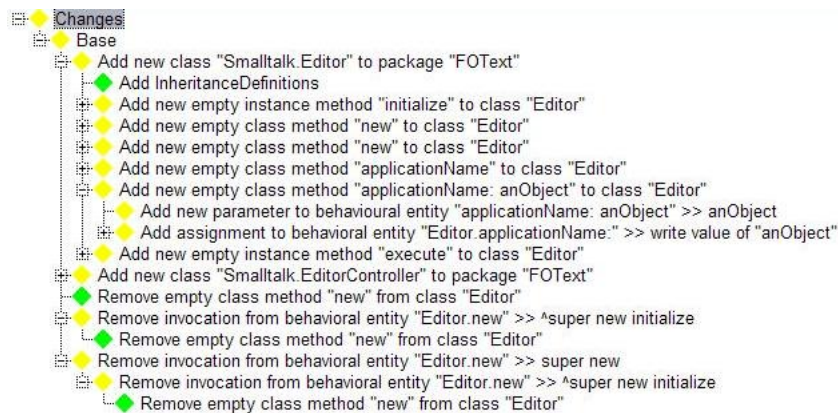 Changes
Base
Add new class "Smalltalk.Editor" to package "FOText"
Add InheritanceDefinitions
Add new empty instance method "initialize" to class "Editor"
Add new empty class method "new" to class "Editor"
Add new empty class method "new" to class "Editor"
Add new empty class method "applicationName" to class "Editor"
Add new empty class method "applicationName: anObject" to class "Editor"
Add new parameter to behavioural entity "applicationName: anObject" >> anObject
Add assignment to behavioral entity "Editor.applicationName:" >> write value of "anObject"
Add new empty instance method "execute" to class "Editor"
Add new class "Smalltalk.EditorController" to package "FOText"
Remove empty class method "new" from class "Editor"
Remove invocation from behavioral entity "Editor.new" >> ^super new initialize
Remove empty class method "new" from class "Editor"
Remove invocation from behavioral entity "Editor.new" >> super new
Remove invocation from behavioral entity "Editor.new" >> ^super new initialize
Remove empty class method "new" from class "Editor"